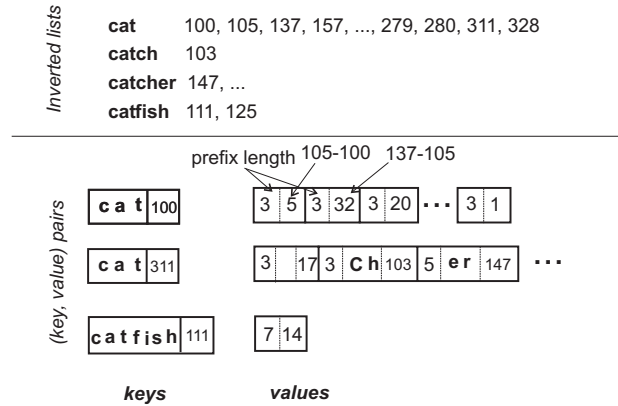 Inverted lists
cat 100, 105, 137, 157, ..., 279, 280, 311, 328
catch 103
catcher 147, ...
catfish 111, 125
prefix length 105-100 137-105
(key, value) pairs
c a t 100 3 5 3 32 3 20 ... 3 1
c a t 311 3 17 3 Ch 103 5 er 147 ...
c a t f i s h 111 7 14
keys values